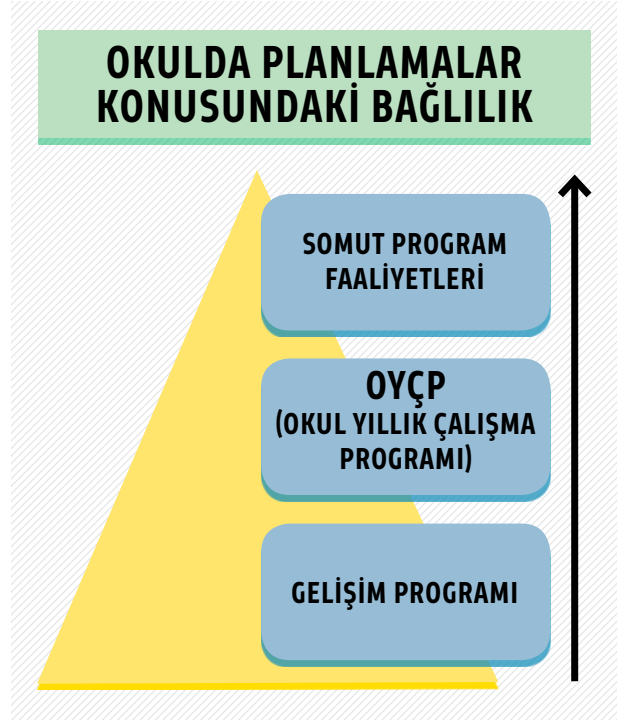 OKULDA PLANLAMALAR
KONUSUNDAKİ BAĞLILIK
SOMUT PROGRAM
FAALİYETLERİ
OYÇP
(OKUL YILLIK ÇALIŞMA
PROGRAMI)
GELİŞİM PROGRAMI